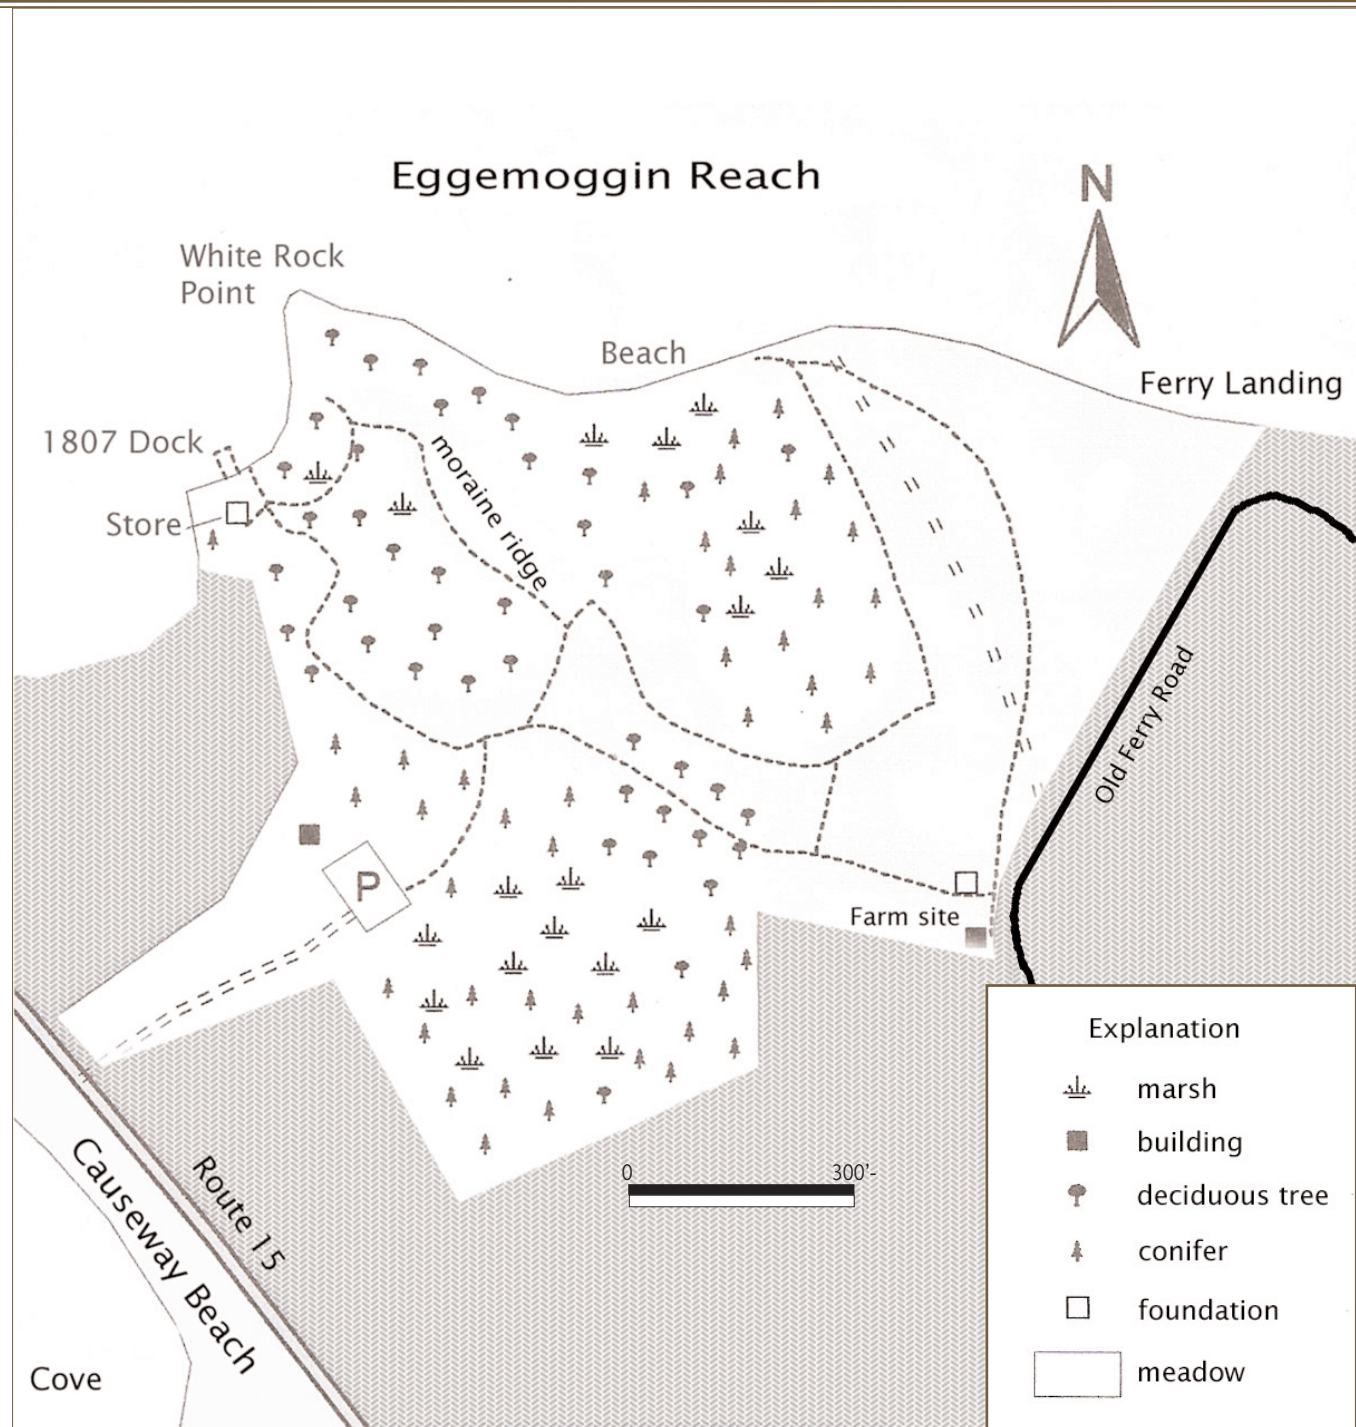 Eggemoggin Reach
N
White Rock
Point
Beach
Ferry Landing
1807 Dock
moraine ridge
Store
Old Ferry Road
P
Farm site
Explanation
marsh
building
deciduous tree
conifer
foundation
meadow
0 300'-
Route 15
Causeway Beach
Cove